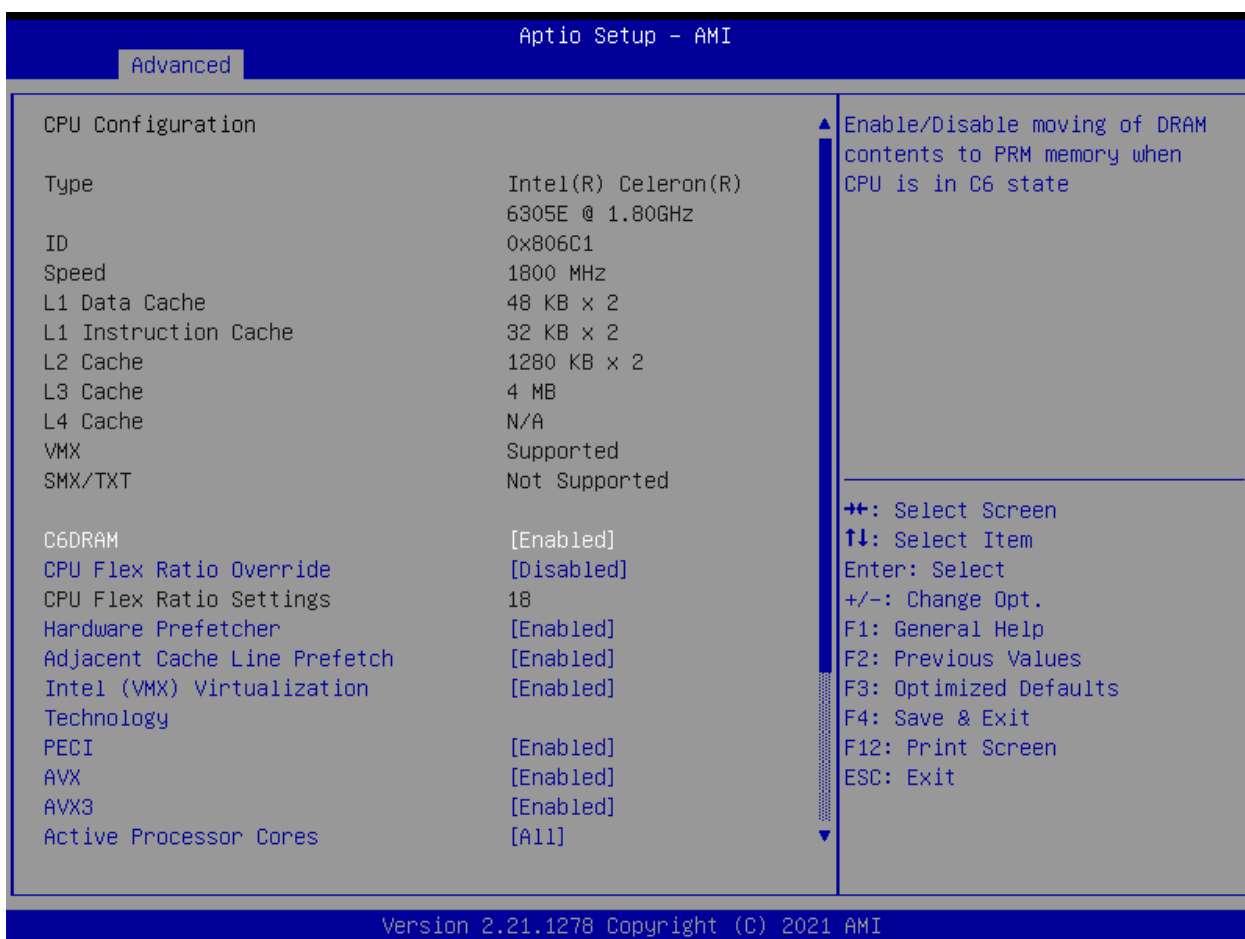 Aptio Setup – AMI
Advanced
CPU Configuration
Type Intel(R) Celeron(R)
6305E @ 1.80GHz
ID 0x806C1
Speed 1800 MHz
L1 Data Cache 48 KB x 2
L1 Instruction Cache 32 KB x 2
L2 Cache 1280 KB x 2
L3 Cache 4 MB
L4 Cache N/A
VMX Supported
SMX/TXT Not Supported
C6DRAM [Enabled]
CPU Flex Ratio Override [Disabled]
CPU Flex Ratio Settings 18
Hardware Prefetcher [Enabled]
Adjacent Cache Line Prefetch [Enabled]
Intel (VMX) Virtualization [Enabled]
Technology
PECI [Enabled]
AVX [Enabled]
AVX3 [Enabled]
Active Processor Cores [All]
Enable/Disable moving of DRAM
contents to PRM memory when
CPU is in C6 state
→←: Select Screen
↑↓: Select Item
Enter: Select
+/-: Change Opt.
F1: General Help
F2: Previous Values
F3: Optimized Defaults
F4: Save & Exit
F12: Print Screen
ESC: Exit
Version 2.21.1278 Copyright (C) 2021 AMI